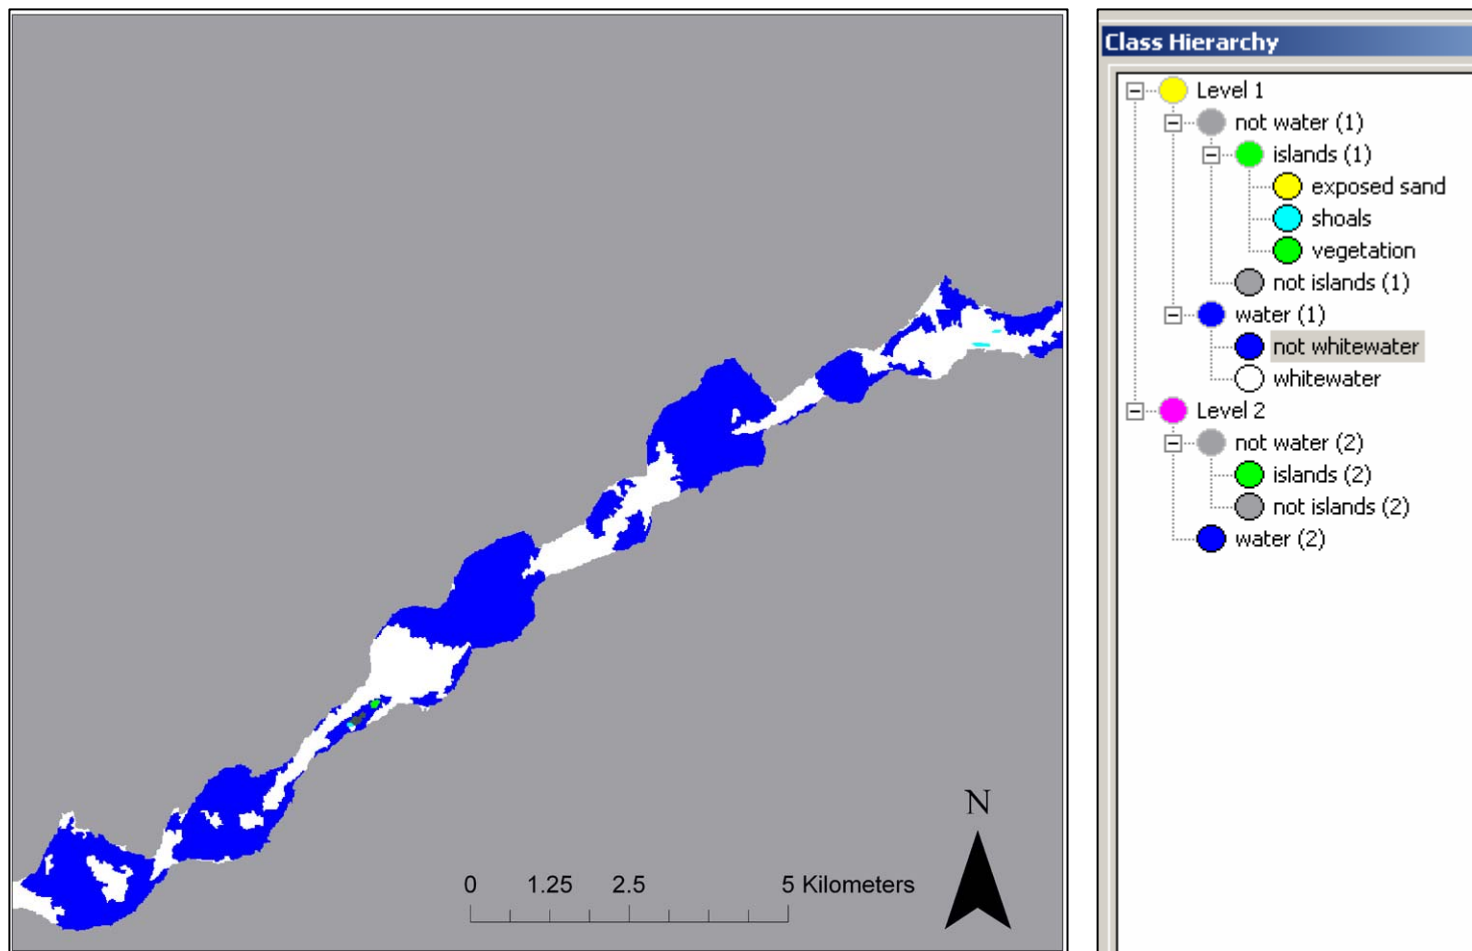 N
0 1.25 2.5 5 Kilometers
Class Hierarchy
Level 1
not water (1)
islands (1)
exposed sand
shoals
vegetation
not islands (1)
water (1)
not whitewater
whitewater
Level 2
not water (2)
islands (2)
not islands (2)
water (2)